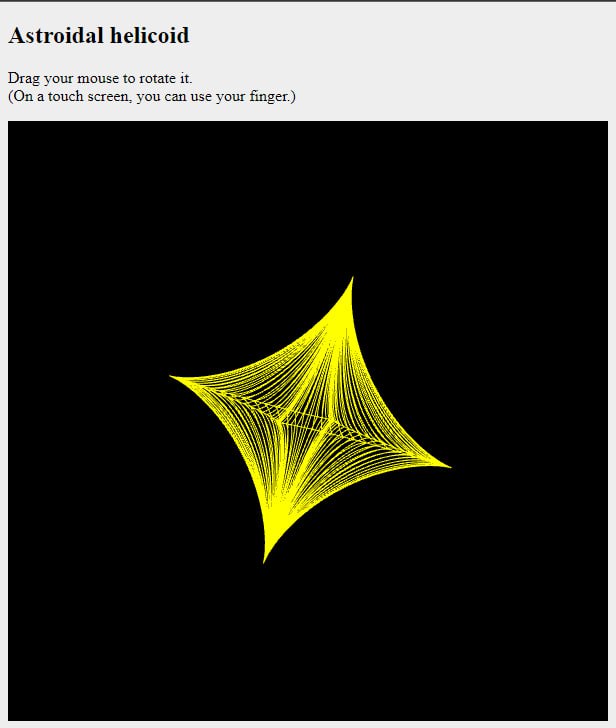 Astroidal helicoid
Drag your mouse to rotate it.
(On a touch screen, you can use your finger.)